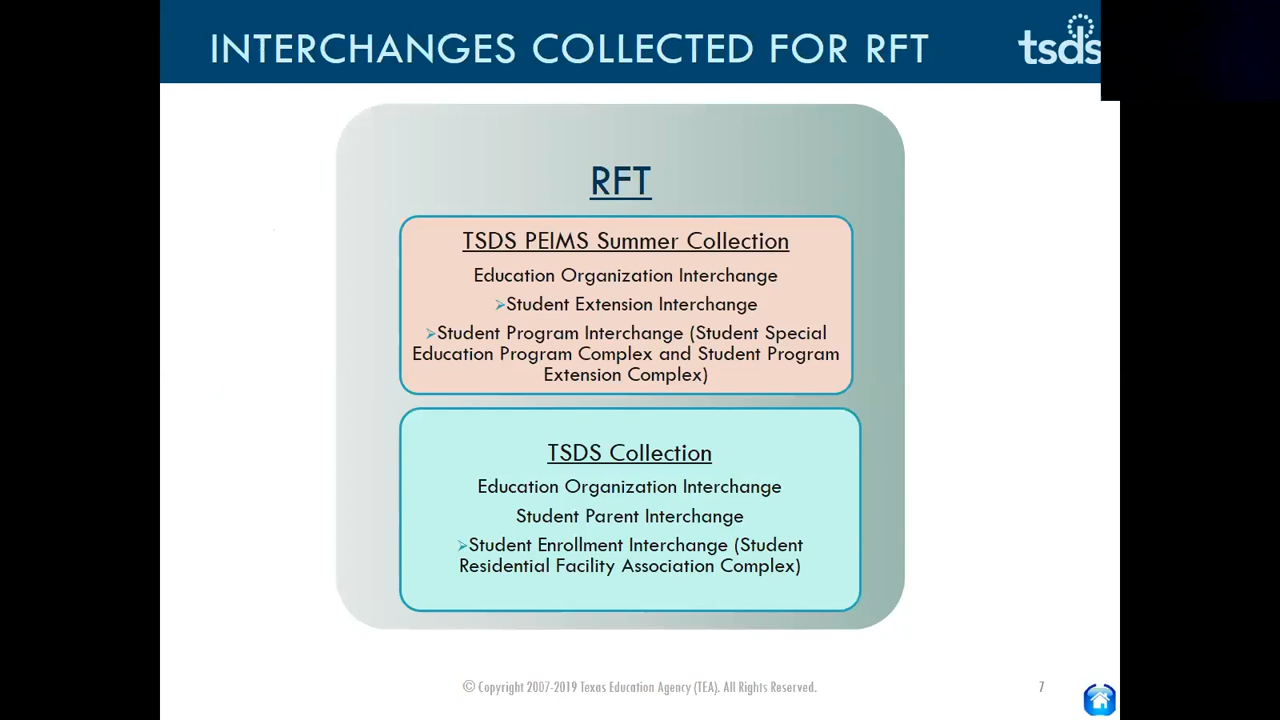 INTERCHANGES COLLECTED FOR RFT
tsds
RFT
TSDS PEIMS Summer Collection
Education Organization Interchange
➢Student Extension Interchange
➢Student Program Interchange (Student Special
Education Program Complex and Student Program
Extension Complex)
TSDS Collection
Education Organization Interchange
Student Parent Interchange
➢Student Enrollment Interchange (Student
Residential Facility Association Complex)
© Copyright 2007-2019 Texas Education Agency (TEA). All Rights Reserved.
7